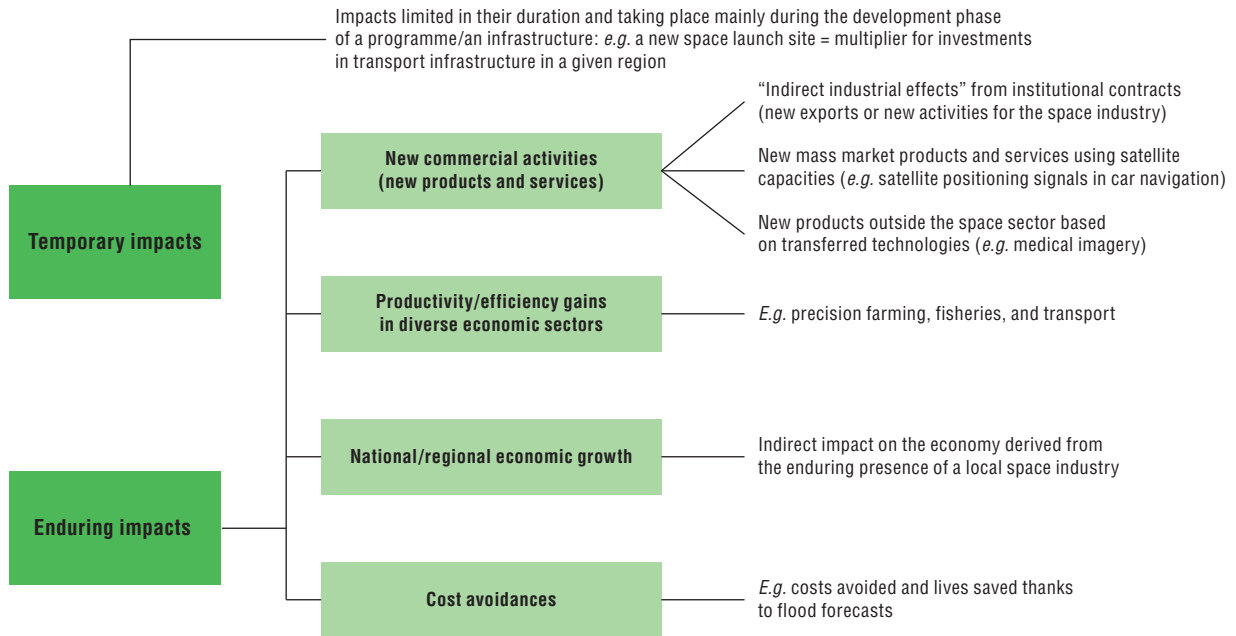 Impacts limited in their duration and taking place mainly during the development phase
of a programme/an infrastructure: e.g. a new space launch site = multiplier for investments
in transport infrastructure in a given region
Temporary impacts
Enduring impacts
New commercial activities
(new products and services)
“Indirect industrial effects” from institutional contracts
(new exports or new activities for the space industry)
New mass market products and services using satellite
capacities (e.g. satellite positioning signals in car navigation)
New products outside the space sector based
on transferred technologies (e.g. medical imagery)
Productivity/efficiency gains
in diverse economic sectors
E.g. precision farming, fisheries, and transport
National/regional economic growth
Indirect impact on the economy derived from
the enduring presence of a local space industry
Cost avoidances
E.g. costs avoided and lives saved thanks
to flood forecasts